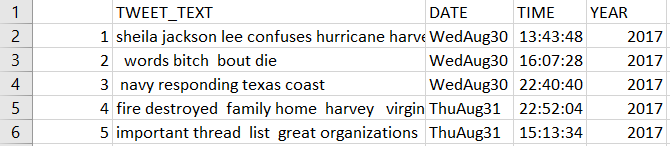 1 TWEET_TEXT DATE TIME YEAR
2 1 sheila jackson lee confuses hurricane harve WedAug30 13:43:48 2017
3 2 words bitch bout die WedAug30 16:07:28 2017
4 3 navy responding texas coast WedAug30 22:40:40 2017
5 4 fire destroyed family home harvey virgin ThuAug31 22:52:04 2017
6 5 important thread list great organizations ThuAug31 15:13:34 2017